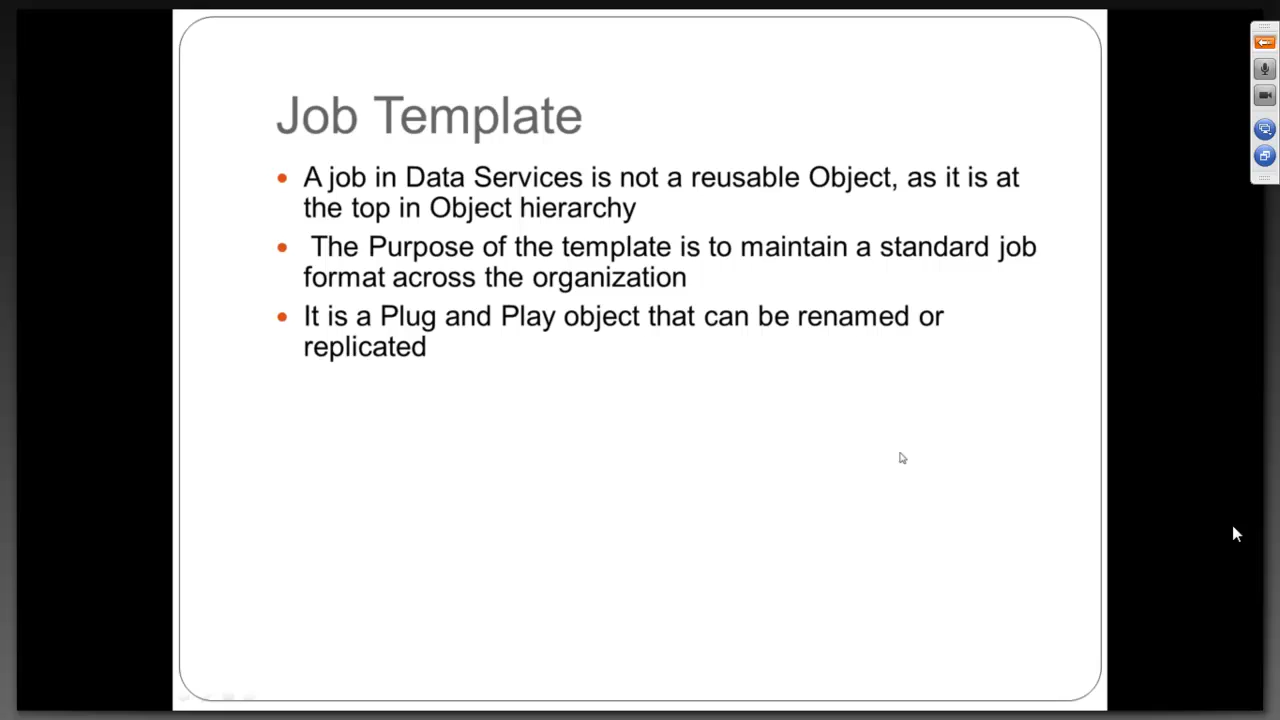 Job Template
A job in Data Services is not a reusable Object, as it is at
the top in Object hierarchy
The Purpose of the template is to maintain a standard job
format across the organization
It is a Plug and Play object that can be renamed or
replicated